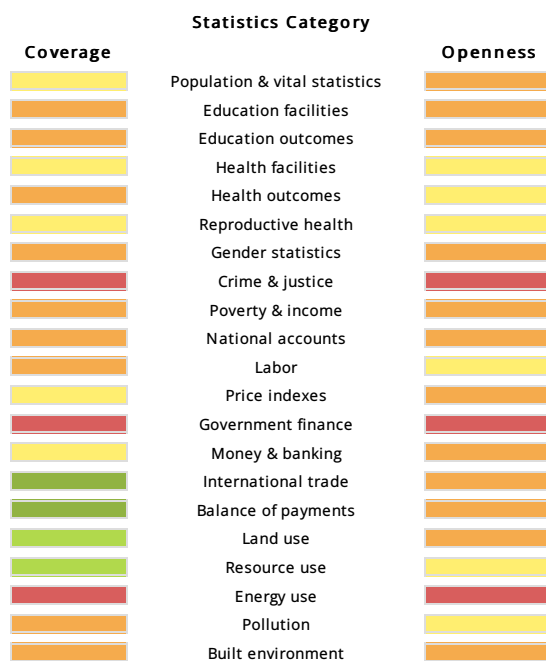 Statistics Category
Coverage Openness
Population & vital statistics
Education facilities
Education outcomes
Health facilities
Health outcomes
Reproductive health
Gender statistics
Crime & justice
Poverty & income
National accounts
Labor
Price indexes
Government finance
Money & banking
International trade
Balance of payments
Land use
Resource use
Energy use
Pollution
Built environment